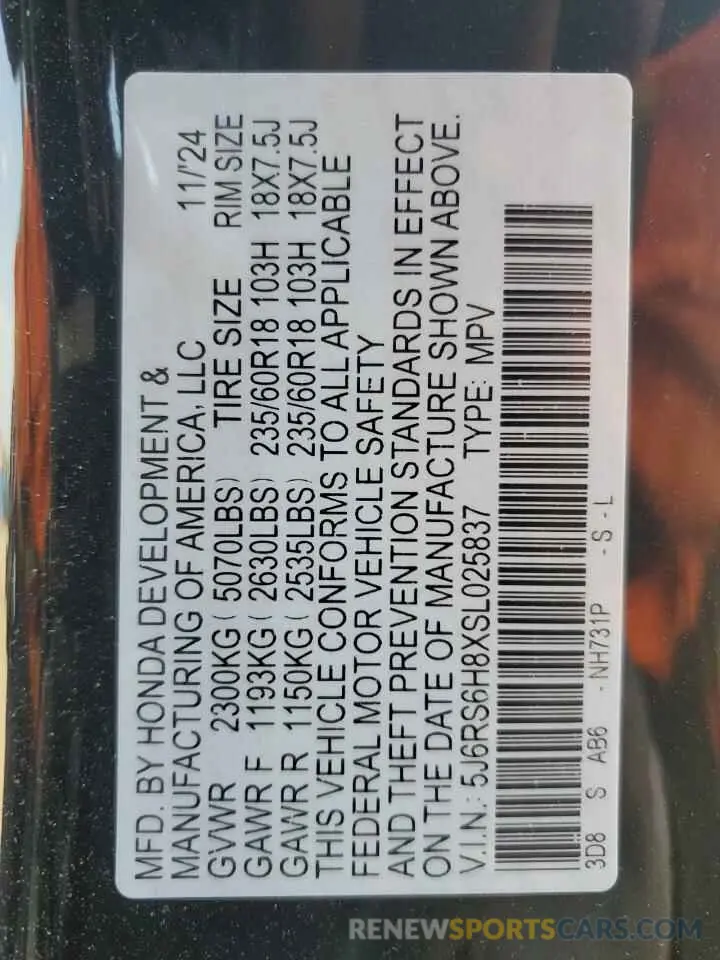 MFD. BY HONDA DEVELOPMENT &
MANUFACTURING OF AMERICA, LLC 11/'24
GVWR 2300KG ( 5070LBS) TIRE SIZE RIM SIZE
GAWR F 1193KG ( 2630LBS) 235/60R18 103H 18X7.5J
GAWR R 1150KG ( 2535LBS) 235/60R18 103H 18X7.5J
THIS VEHICLE CONFORMS TO ALL APPLICABLE
FEDERAL MOTOR VEHICLE SAFETY
AND THEFT PREVENTION STANDARDS IN EFFECT
ON THE DATE OF MANUFACTURE SHOWN ABOVE.
V.I.N.: 5J6RS6H8XSL025837 TYPE: MPV
3D8 S AB6 - NH731P - S - L
RENEWSPORTSCARS.COM